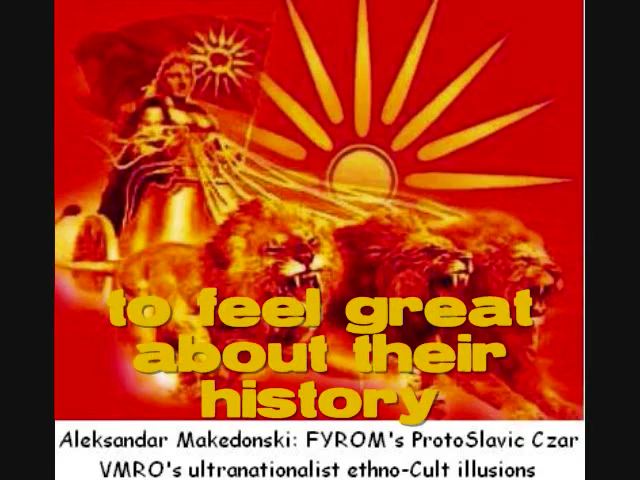 to feel great
about their
history
Aleksandar Makedonski: FYROM's ProtoSlavic Czar
VMRO's ultranationalist ethno-Cult illusions